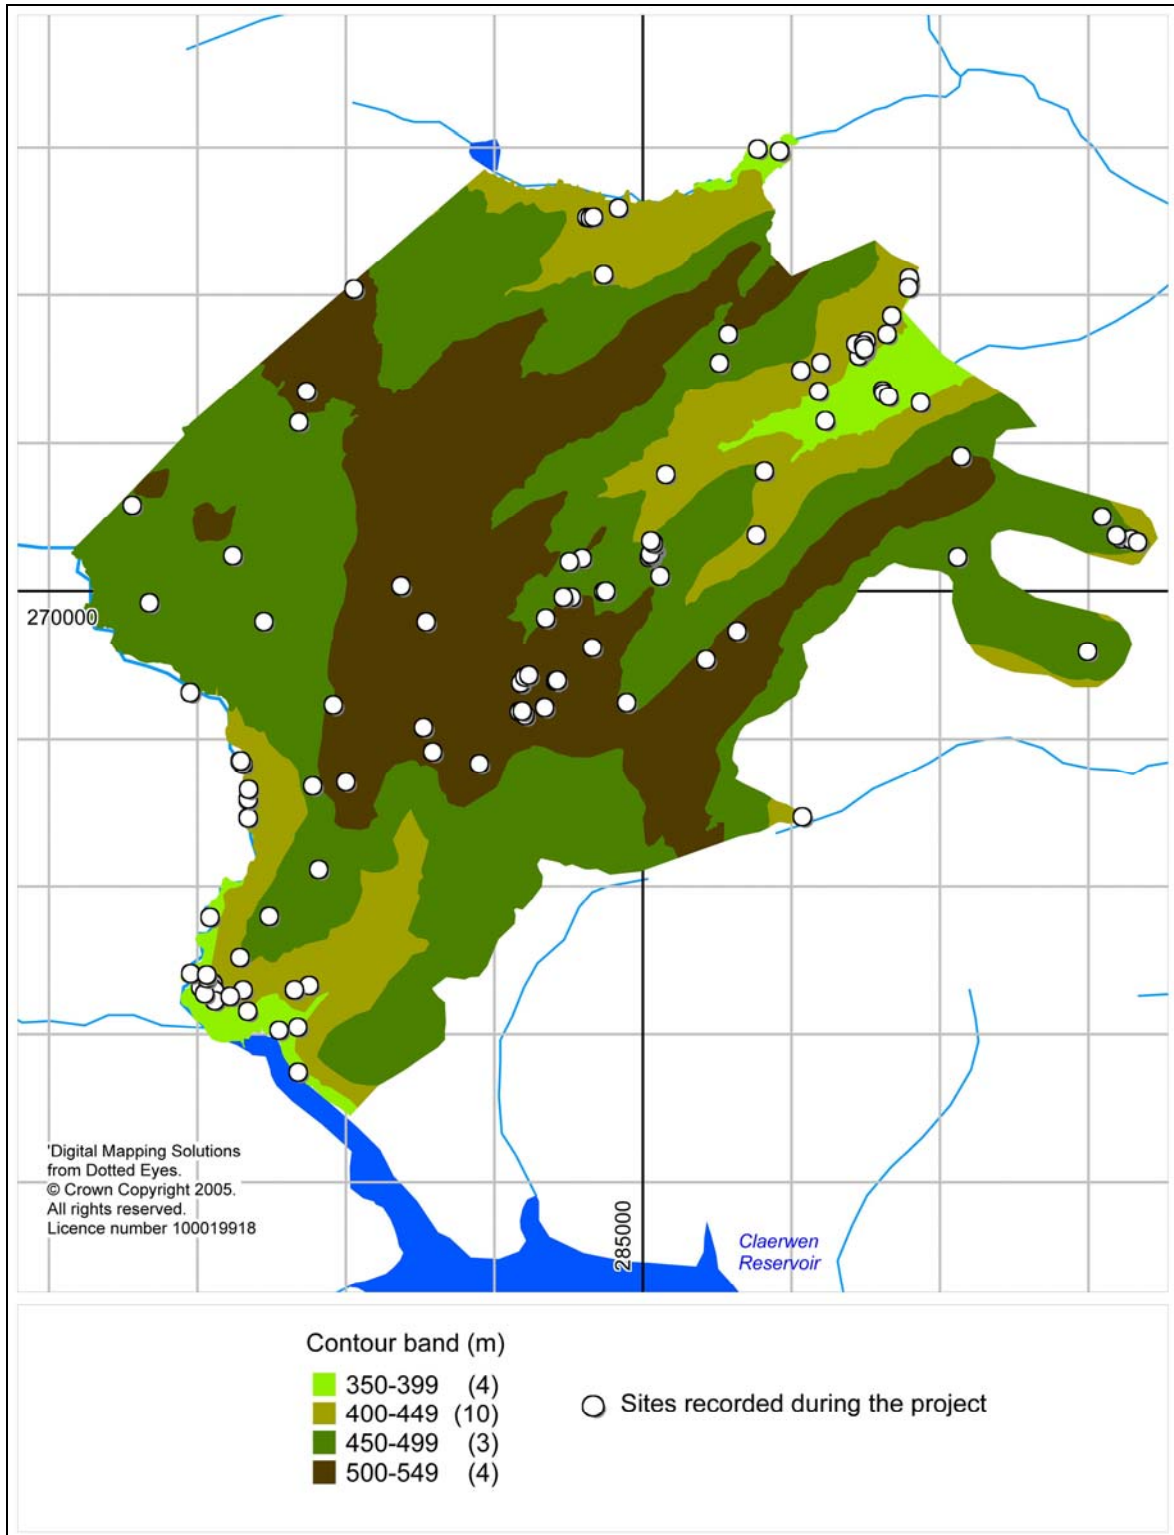 270000
'Digital Mapping Solutions
from Dotted Eyes.
© Crown Copyright 2005.
All rights reserved.
Licence number 100019918
285000
Claerwen
Reservoir
Contour band (m)
350-399 (4)
400-449 (10)
450-499 (3)
500-549 (4)
Sites recorded during the project